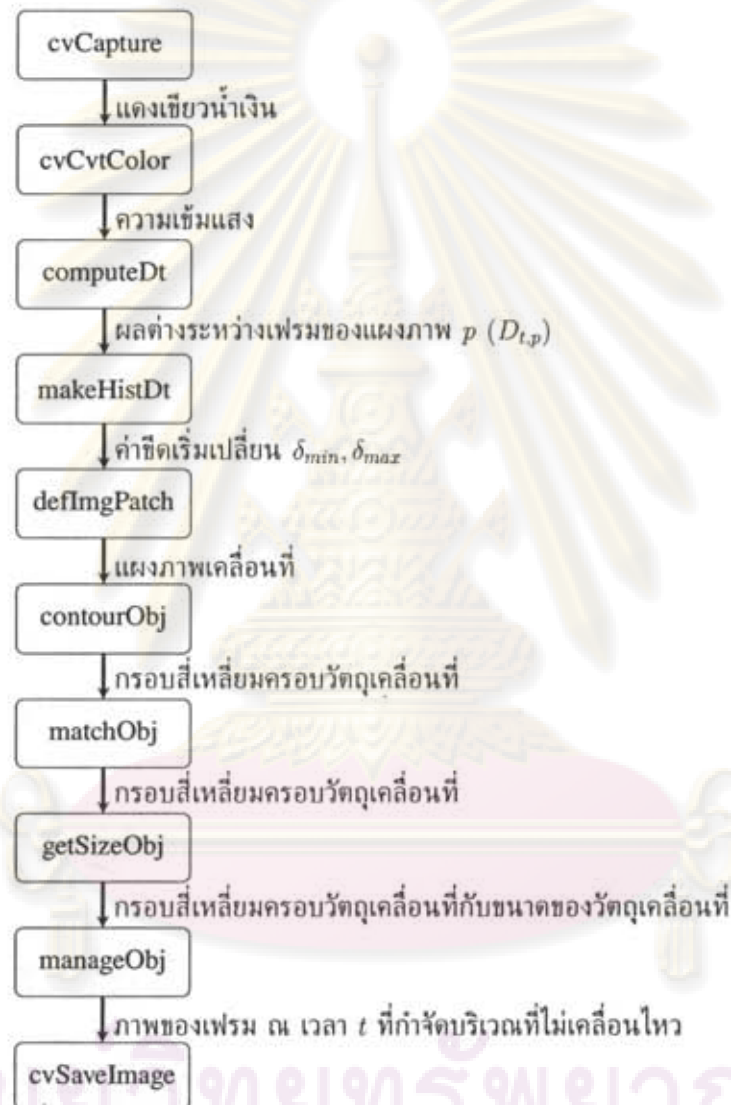 cvCapture
แดงเขียวน้ำเงิน
cvCvtColor
ความเข้มแสง
computeDt
ผลต่างระหว่างเฟรมของแผงภาพ p (D_{t,p})
makeHistDt
ค่าขีดเริ่มเปลี่ยน δ_{min}, δ_{max}
defImgPatch
แผงภาพเคลื่อนที่
contourObj
กรอบสี่เหลี่ยมครอบวัตถุเคลื่อนที่
matchObj
กรอบสี่เหลี่ยมครอบวัตถุเคลื่อนที่
getSizeObj
กรอบสี่เหลี่ยมครอบวัตถุเคลื่อนที่กับขนาดของวัตถุเคลื่อนที่
manageObj
ภาพของเฟรม ณ เวลา t ที่กำจัดบริเวณที่ไม่เคลื่อนไหว
cvSaveImage